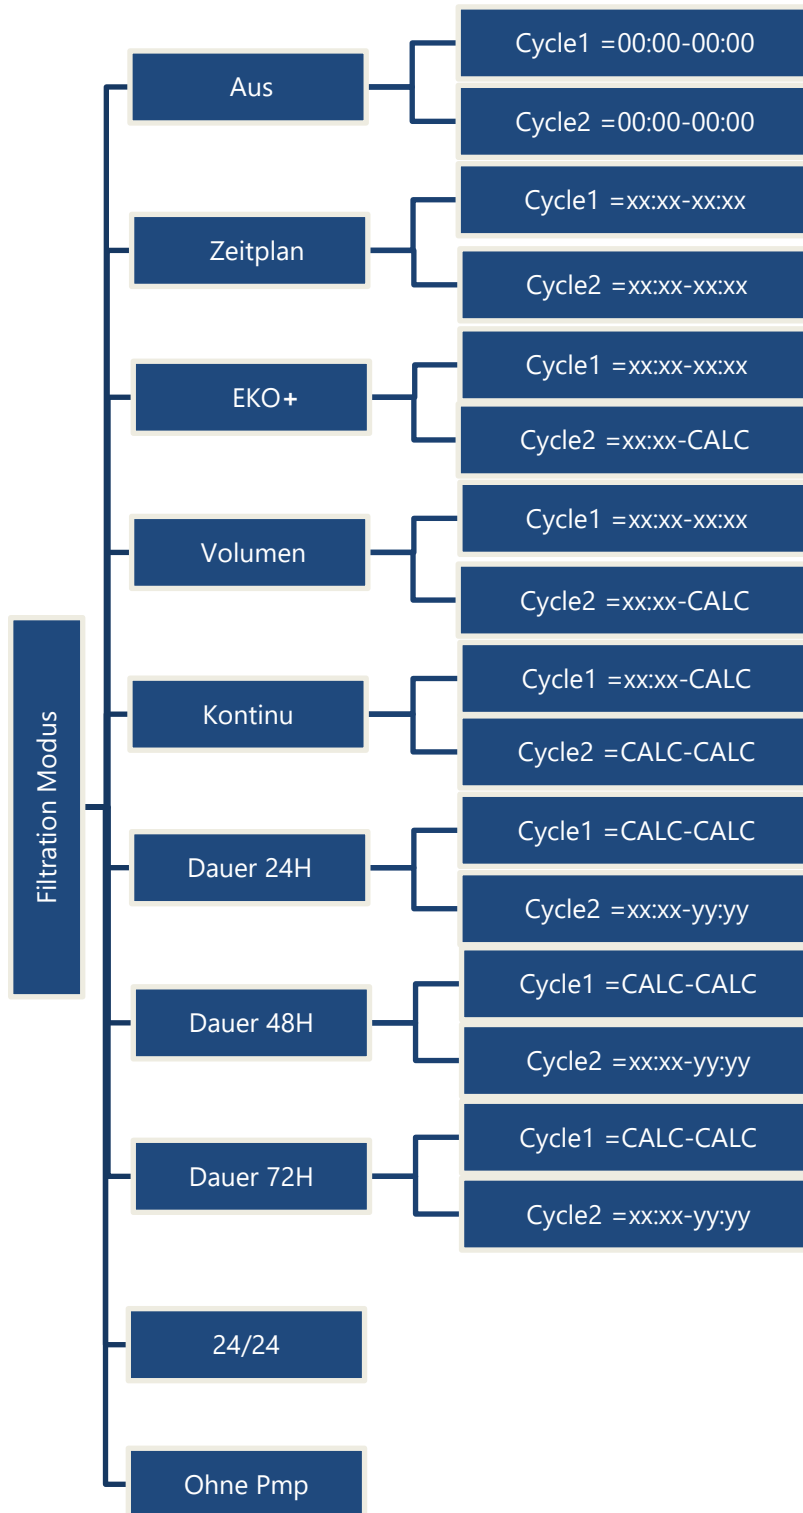 Filtration Modus
Aus
Cycle1 =00:00-00:00
Cycle2 =00:00-00:00
Zeitplan
Cycle1 =xx:xx-xx:xx
Cycle2 =xx:xx-xx:xx
EKO+
Cycle1 =xx:xx-xx:xx
Cycle2 =xx:xx-CALC
Volumen
Cycle1 =xx:xx-xx:xx
Cycle2 =xx:xx-CALC
Kontinu
Cycle1 =xx:xx-CALC
Cycle2 =CALC-CALC
Dauer 24H
Cycle1 =CALC-CALC
Cycle2 =xx:xx-yy:yy
Dauer 48H
Cycle1 =CALC-CALC
Cycle2 =xx:xx-yy:yy
Dauer 72H
Cycle1 =CALC-CALC
Cycle2 =xx:xx-yy:yy
24/24
Ohne Pmp